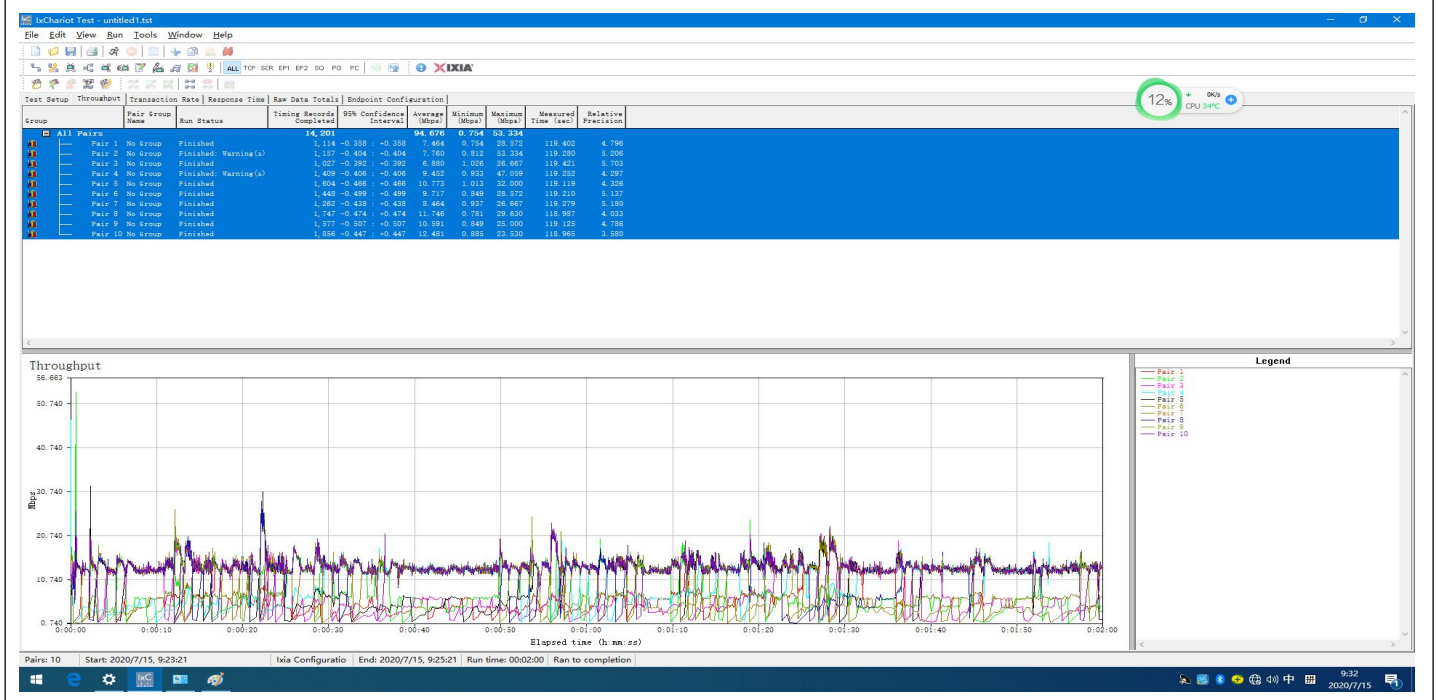 IxChariot Test - untitled1.tst
File Edit View Run Tools Window Help
ALL TCP SCR EP1 EP2 SQ PG PC IXIA
Test Setup Throughput Transaction Rate Response Time Raw Data Totals Endpoint Configuration
12% 0K/s
CPU 34℃
Group Pair Group Name Run Status Timing Records Completed 95% Confidence Interval Average (Mbps) Minimum (Mbps) Maximum (Mbps) Measured Time (sec) Relative Precision
All Pairs 14,201 94.676 0.754 53.334
Pair 1 No Group Finished 1,114 -0.358 : +0.358 7.464 0.754 28.572 119.402 4.796
Pair 2 No Group Finished: Warning(s) 1,157 -0.404 : +0.404 7.760 0.812 53.334 119.280 5.206
Pair 3 No Group Finished 1,027 -0.392 : +0.392 6.880 1.026 26.667 119.421 5.703
Pair 4 No Group Finished: Warning(s) 1,409 -0.406 : +0.406 9.452 0.933 47.059 119.252 4.297
Pair 5 No Group Finished 1,604 -0.466 : +0.466 10.773 1.013 32.000 119.119 4.326
Pair 6 No Group Finished 1,448 -0.499 : +0.499 9.717 0.849 28.572 119.210 5.137
Pair 7 No Group Finished 1,262 -0.438 : +0.438 8.464 0.937 26.667 119.279 5.180
Pair 8 No Group Finished 1,747 -0.474 : +0.474 11.746 0.781 29.630 118.987 4.033
Pair 9 No Group Finished 1,577 -0.507 : +0.507 10.591 0.849 25.000 119.125 4.786
Pair 10 No Group Finished 1,856 -0.447 : +0.447 12.481 0.885 23.530 118.965 3.580
Throughput
56.663
50.740
40.740
30.740
20.740
10.740
0.740
Mbps
0:00:00 0:00:10 0:00:20 0:00:30 0:00:40 0:00:50 0:01:00 0:01:10 0:01:20 0:01:30 0:01:40 0:01:50 0:02:00
Elapsed time (h:mm:ss)
Legend
Pair 1
Pair 2
Pair 3
Pair 4
Pair 5
Pair 6
Pair 7
Pair 8
Pair 9
Pair 10
Pairs: 10 Start: 2020/7/15, 9:23:21 Ixia Configuratio End: 2020/7/15, 9:25:21 Run time: 00:02:00 Ran to completion
IxC
中
9:32
2020/7/15